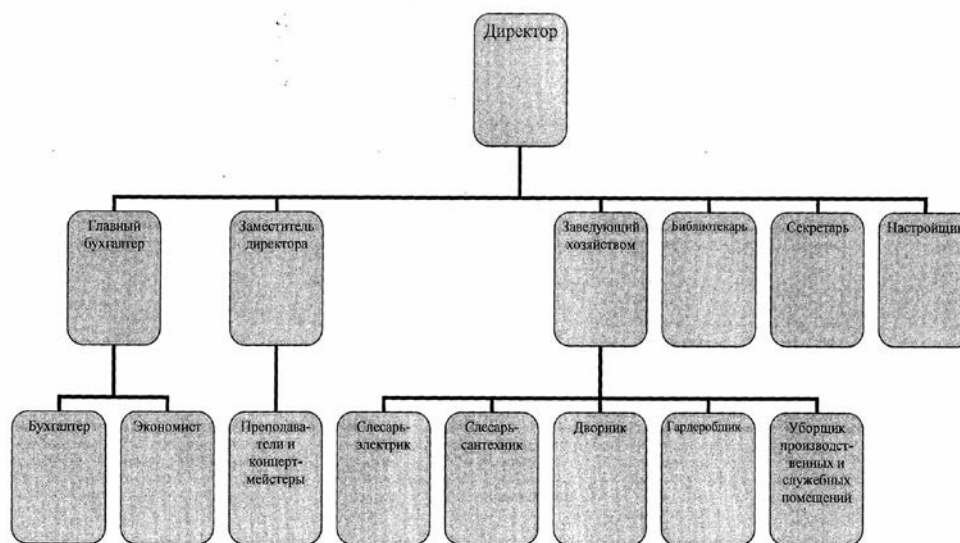 Директор
Главный
бухгалтер
Заместитель
директора
Заведующий
хозяйством
Библиотекарь
Секретарь
Настройщик
Бухгалтер
Экономист
Преподава-
тели и
концерт-
мейстеры
Слесарь-
электрик
Слесарь-
сантехник
Дворник
Гардеробщик
Уборщик
производст-
венных и
служебных
помещений